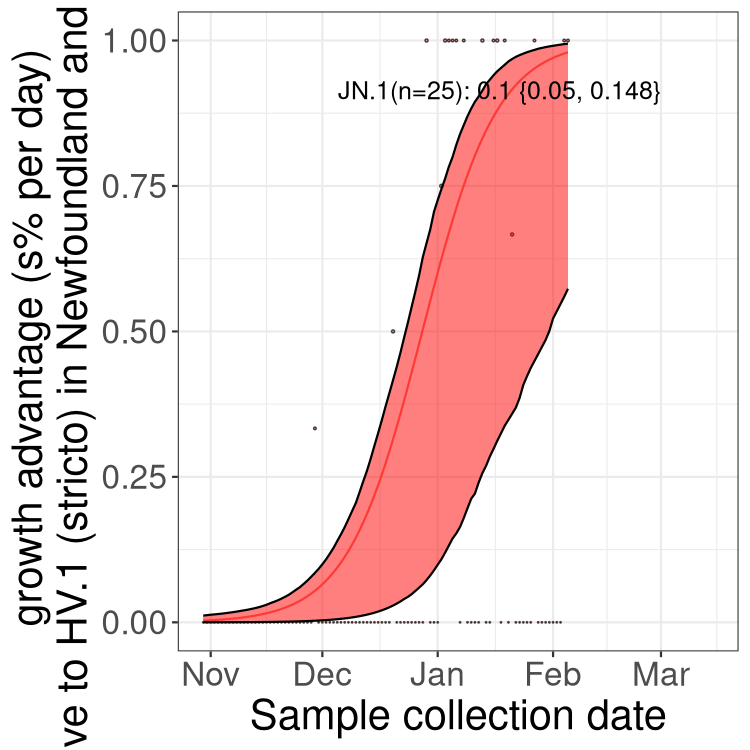 growth advantage (s% per day)
ve to HV.1 (stricto) in Newfoundland and
1.00
0.75
0.50
0.25
0.00
JN.1(n=25): 0.1 {0.05, 0.148}
Nov Dec Jan Feb Mar
Sample collection date